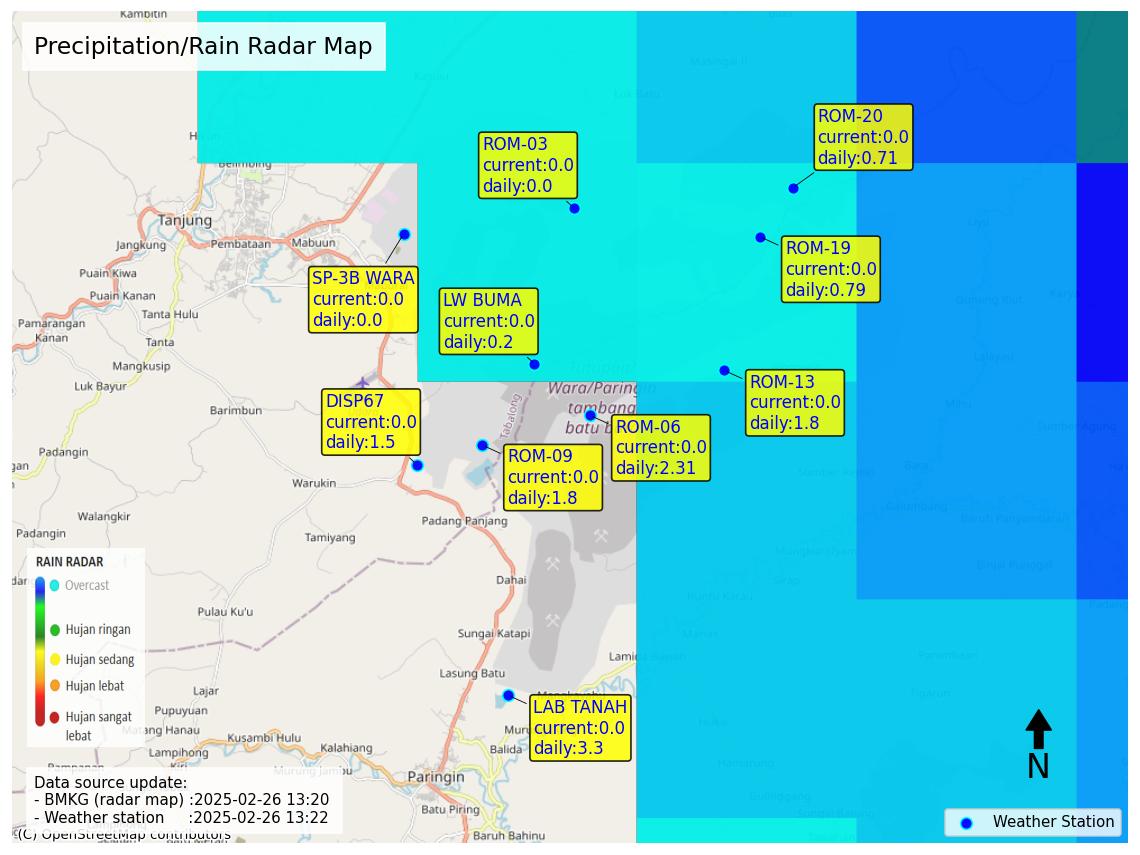 Kambitin
Precipitation/Rain Radar Map
Masingai II
Kasiau
Luk Batu
ROM-20
current:0.0
daily:0.71
ROM-03
current:0.0
daily:0.0
Belimbing
Tanjung
Jangkung
Pembataan
Mabuun
ROM-19
current:0.0
daily:0.79
Puain Kiwa
SP-3B WARA
current:0.0
daily:0.0
LW BUMA
current:0.0
daily:0.2
Puain Kanan
Tanta Hulu
Pamarangan
Kanan
Tanta
Mangkusip
Luk Bayur
Wara/Paringin
tambang
batu b
Tabalong
ROM-13
current:0.0
daily:1.8
DISP67
current:0.0
daily:1.5
Barimbun
ROM-06
current:0.0
daily:2.31
Padangin
ROM-09
current:0.0
daily:1.8
Warukin
Walangkir
Padang Panjang
Padangin
Tamiyang
RAIN RADAR
Overcast
Hujan ringan
Hujan sedang
Hujan lebat
Hujan sangat
lebat
Dahai
Pulau Ku'u
Sungai Katapi
Lasung Batu
Lajar
Pupuyuan
Matang Hanau
LAB TANAH
current:0.0
daily:3.3
Kusambi Hulu
Lampihong
Kalahiang
Balida
Murung Jambu
Paringin
Data source update:
- BMKG (radar map) :2025-02-26 13:20
- Weather station :2025-02-26 13:22
Batu Piring
(C) OpenStreetMap contributors
Baruh Bahinu
N
Weather Station